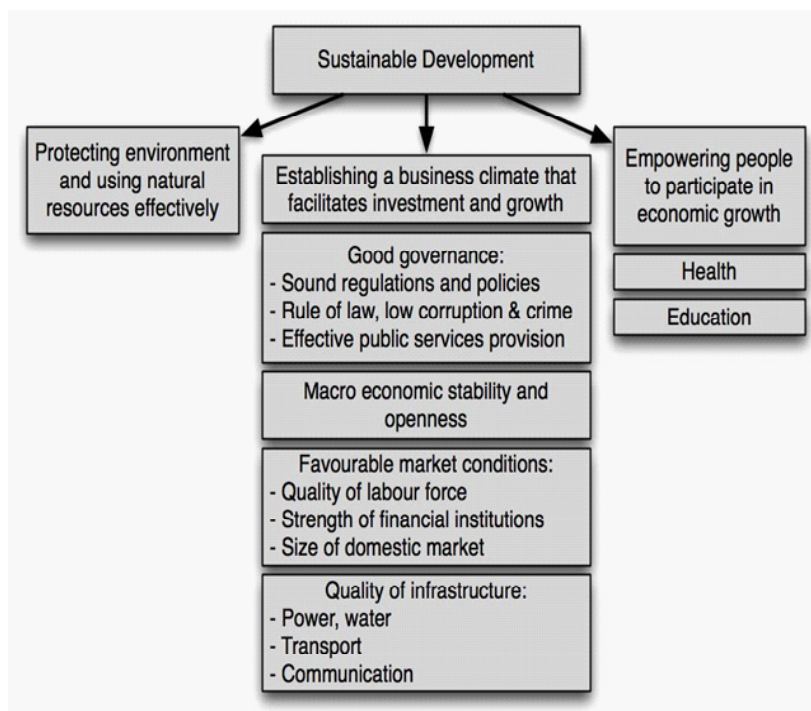 Sustainable Development
Protecting environment
and using natural
resources effectively
Establishing a business climate that
facilitates investment and growth
Good governance:
- Sound regulations and policies
- Rule of law, low corruption & crime
- Effective public services provision
Macro economic stability and
openness
Favourable market conditions:
- Quality of labour force
- Strength of financial institutions
- Size of domestic market
Quality of infrastructure:
- Power, water
- Transport
- Communication
Empowering people
to participate in
economic growth
Health
Education